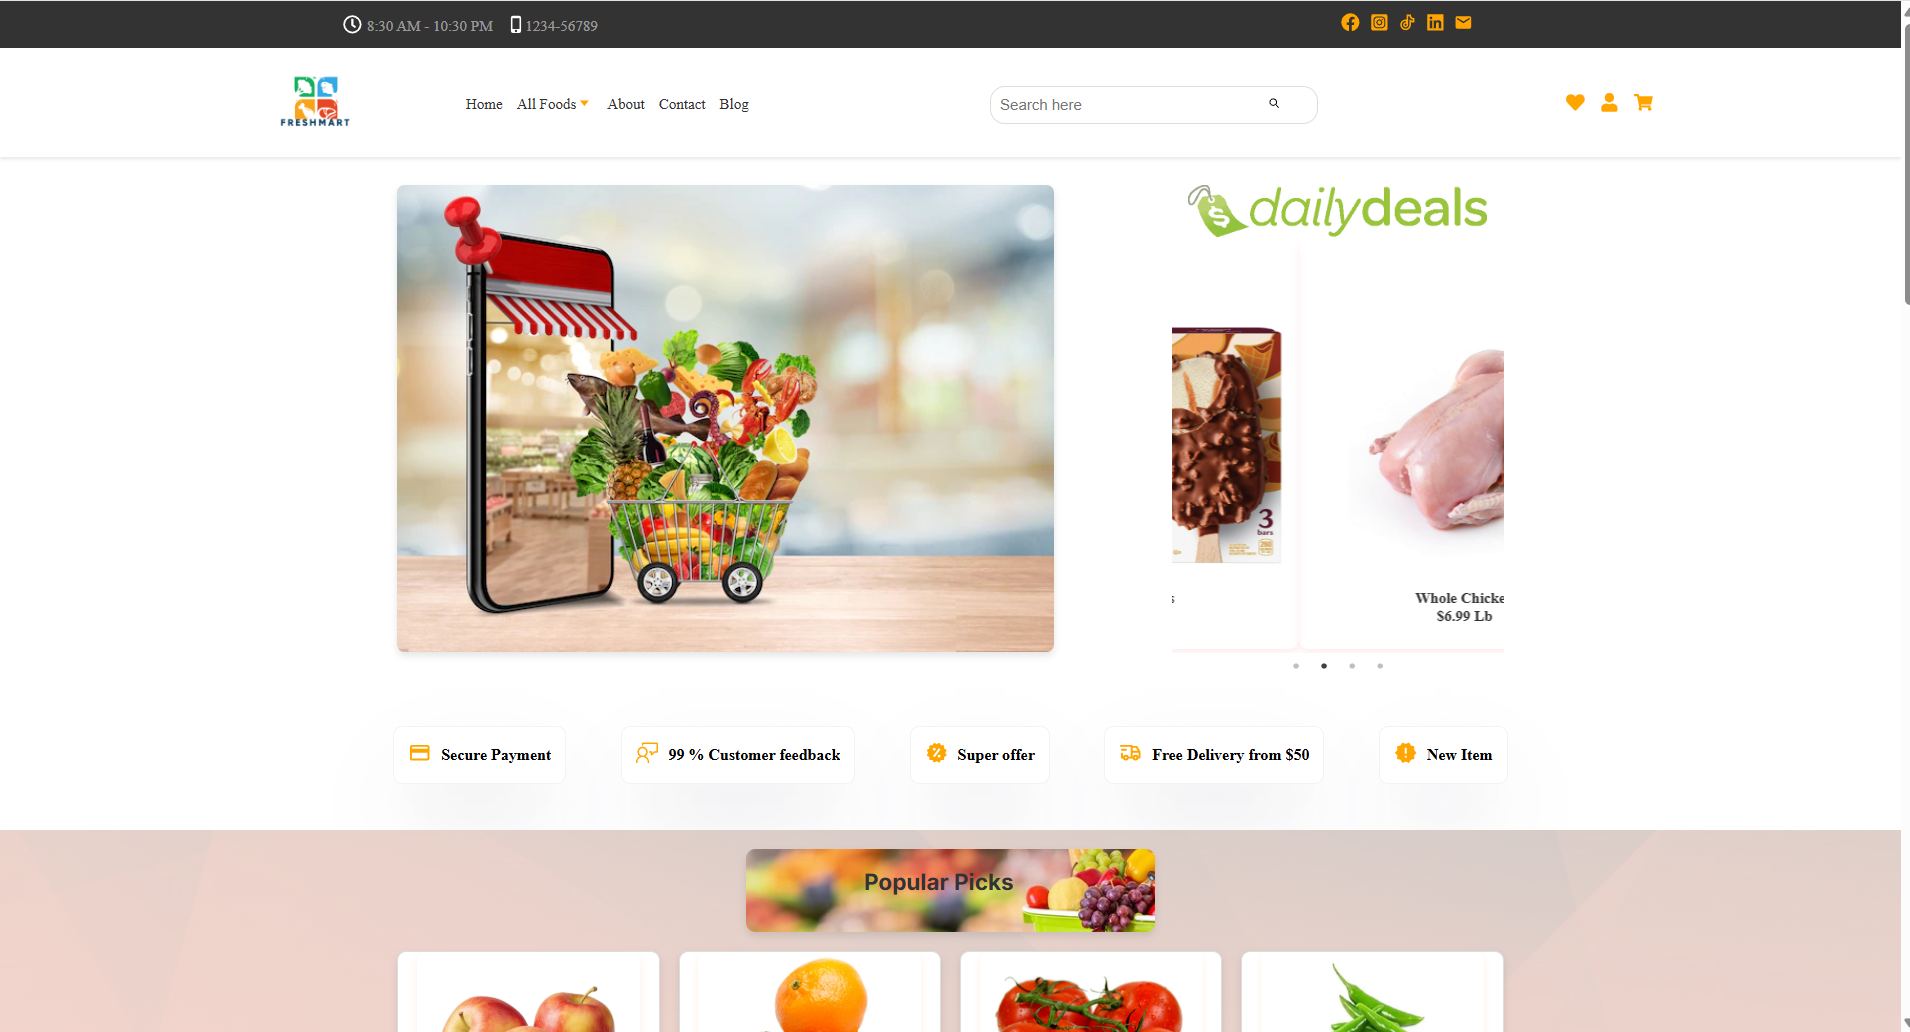 8:30 AM - 10:30 PM 1234-56789
FRESHMART
Home All Foods About Contact Blog
Search here
dailydeals
3
bars
s
Whole Chicke
$6.99 Lb
Secure Payment
99 % Customer feedback
Super offer
Free Delivery from $50
New Item
Popular Picks